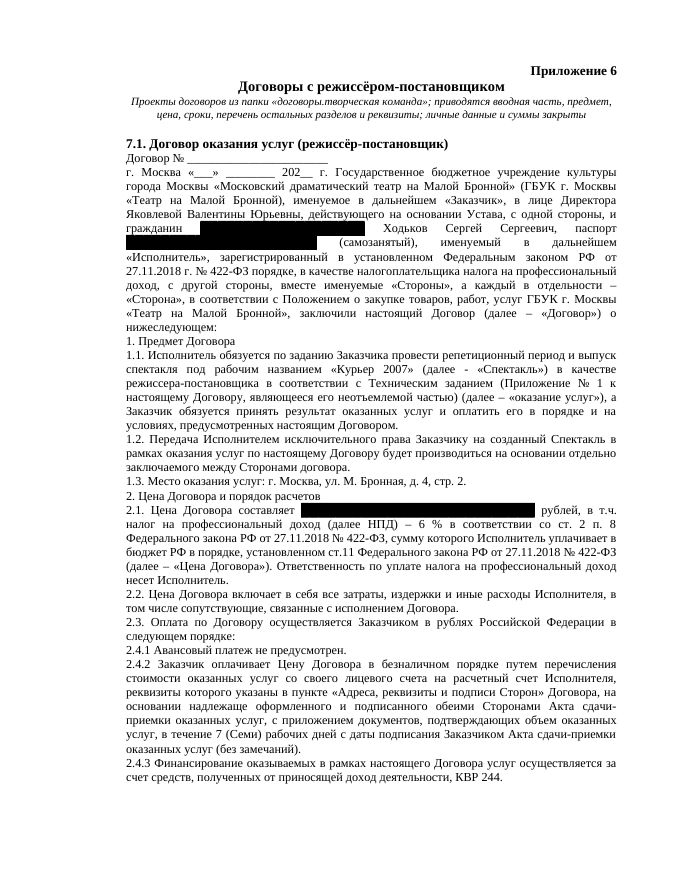 Приложение 6
Договоры с режиссёром-постановщиком
Проекты договоров из папки «договоры.творческая команда»; приводятся вводная часть, предмет,
цена, сроки, перечень остальных разделов и реквизиты; личные данные и суммы закрыты
7.1. Договор оказания услуг (режиссёр-постановщик)
Договор № ________________________
г. Москва «___» ________ 202__ г. Государственное бюджетное учреждение культуры
города Москвы «Московский драматический театр на Малой Бронной» (ГБУК г. Москвы
«Театр на Малой Бронной), именуемое в дальнейшем «Заказчик», в лице Директора
Яковлевой Валентины Юрьевны, действующего на основании Устава, с одной стороны, и
гражданин Ходьков Сергей Сергеевич, паспорт
(самозанятый), именуемый в дальнейшем
«Исполнитель», зарегистрированный в установленном Федеральным законом РФ от
27.11.2018 г. № 422-ФЗ порядке, в качестве налогоплательщика налога на профессиональный
доход, с другой стороны, вместе именуемые «Стороны», а каждый в отдельности –
«Сторона», в соответствии с Положением о закупке товаров, работ, услуг ГБУК г. Москвы
«Театр на Малой Бронной», заключили настоящий Договор (далее – «Договор») о
нижеследующем:
1. Предмет Договора
1.1. Исполнитель обязуется по заданию Заказчика провести репетиционный период и выпуск
спектакля под рабочим названием «Курьер 2007» (далее - «Спектакль») в качестве
режиссера-постановщика в соответствии с Техническим заданием (Приложение № 1 к
настоящему Договору, являющееся его неотъемлемой частью) (далее – «оказание услуг»), а
Заказчик обязуется принять результат оказанных услуг и оплатить его в порядке и на
условиях, предусмотренных настоящим Договором.
1.2. Передача Исполнителем исключительного права Заказчику на созданный Спектакль в
рамках оказания услуг по настоящему Договору будет производиться на основании отдельно
заключаемого между Сторонами договора.
1.3. Место оказания услуг: г. Москва, ул. М. Бронная, д. 4, стр. 2.
2. Цена Договора и порядок расчетов
2.1. Цена Договора составляет рублей, в т.ч.
налог на профессиональный доход (далее НПД) – 6 % в соответствии со ст. 2 п. 8
Федерального закона РФ от 27.11.2018 № 422-ФЗ, сумму которого Исполнитель уплачивает в
бюджет РФ в порядке, установленном ст.11 Федерального закона РФ от 27.11.2018 № 422-ФЗ
(далее – «Цена Договора»). Ответственность по уплате налога на профессиональный доход
несет Исполнитель.
2.2. Цена Договора включает в себя все затраты, издержки и иные расходы Исполнителя, в
том числе сопутствующие, связанные с исполнением Договора.
2.3. Оплата по Договору осуществляется Заказчиком в рублях Российской Федерации в
следующем порядке:
2.4.1 Авансовый платеж не предусмотрен.
2.4.2 Заказчик оплачивает Цену Договора в безналичном порядке путем перечисления
стоимости оказанных услуг со своего лицевого счета на расчетный счет Исполнителя,
реквизиты которого указаны в пункте «Адреса, реквизиты и подписи Сторон» Договора, на
основании надлежаще оформленного и подписанного обеими Сторонами Акта сдачи-
приемки оказанных услуг, с приложением документов, подтверждающих объем оказанных
услуг, в течение 7 (Семи) рабочих дней с даты подписания Заказчиком Акта сдачи-приемки
оказанных услуг (без замечаний).
2.4.3 Финансирование оказываемых в рамках настоящего Договора услуг осуществляется за
счет средств, полученных от приносящей доход деятельности, КВР 244.